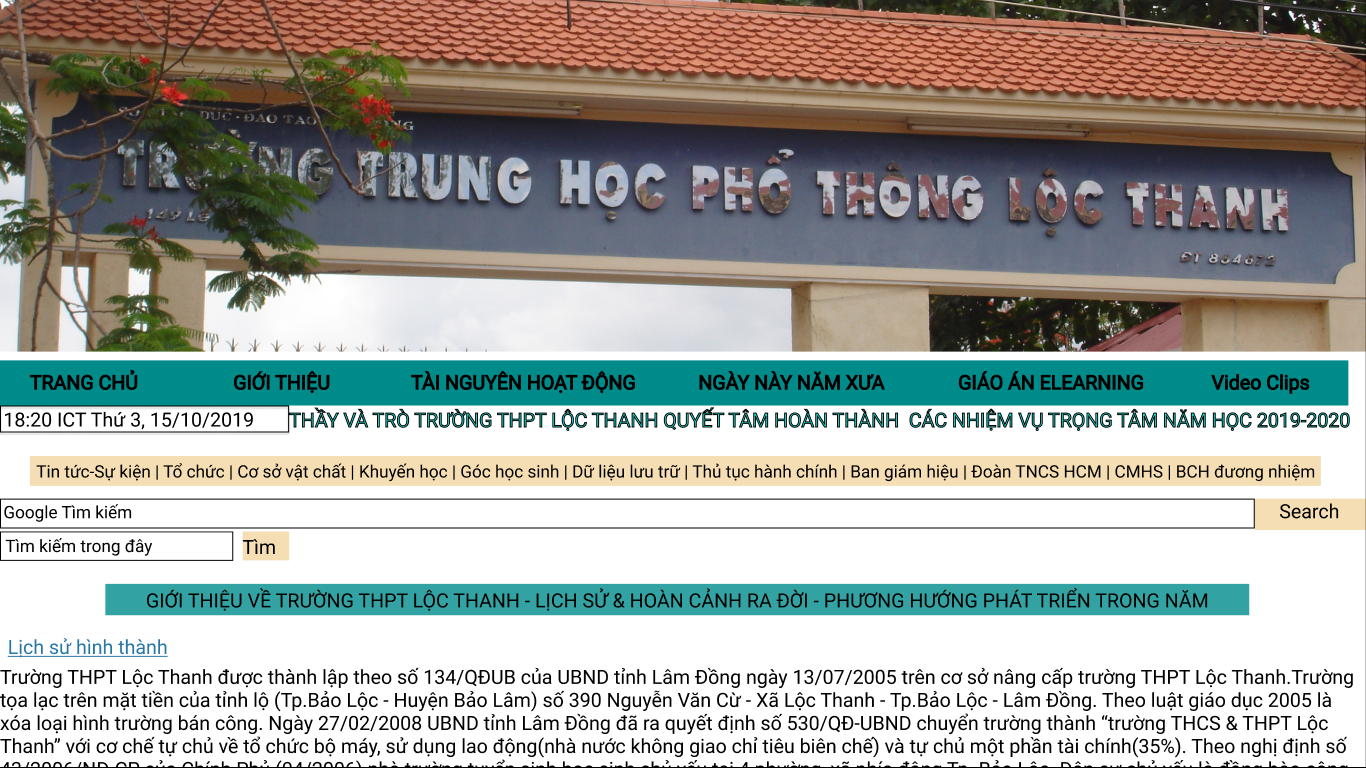 DỤC - ĐÀO TẠO
TRƯỜNG TRUNG HỌC PHỔ THÔNG LỘC THANH
149 LÊ
ĐT 864672
TRANG CHỦ GIỚI THIỆU TÀI NGUYÊN HOẠT ĐỘNG NGÀY NÀY NĂM XƯA GIÁO ÁN ELEARNING Video Clips
18:20 ICT Thứ 3, 15/10/2019 THẦY VÀ TRÒ TRƯỜNG THPT LỘC THANH QUYẾT TÂM HOÀN THÀNH CÁC NHIỆM VỤ TRỌNG TÂM NĂM HỌC 2019-2020
Tin tức-Sự kiện | Tổ chức | Cơ sở vật chất | Khuyến học | Góc học sinh | Dữ liệu lưu trữ | Thủ tục hành chính | Ban giám hiệu | Đoàn TNCS HCM | CMHS | BCH đương nhiệm
Google Tìm kiếm Search
Tìm kiếm trong đây Tìm
GIỚI THIỆU VỀ TRƯỜNG THPT LỘC THANH - LỊCH SỬ & HOÀN CẢNH RA ĐỜI - PHƯƠNG HƯỚNG PHÁT TRIỂN TRONG NĂM
Lịch sử hình thành
Trường THPT Lộc Thanh được thành lập theo số 134/QĐUB của UBND tỉnh Lâm Đồng ngày 13/07/2005 trên cơ sở nâng cấp trường THPT Lộc Thanh.Trường
tọa lạc trên mặt tiền của tỉnh lộ (Tp.Bảo Lộc - Huyện Bảo Lâm) số 390 Nguyễn Văn Cừ - Xã Lộc Thanh - Tp.Bảo Lộc - Lâm Đồng. Theo luật giáo dục 2005 là
xóa loại hình trường bán công. Ngày 27/02/2008 UBND tỉnh Lâm Đồng đã ra quyết định số 530/QĐ-UBND chuyển trường thành “trường THCS & THPT Lộc
Thanh” với cơ chế tự chủ về tổ chức bộ máy, sử dụng lao động(nhà nước không giao chỉ tiêu biên chế) và tự chủ một phần tài chính(35%). Theo nghị định số